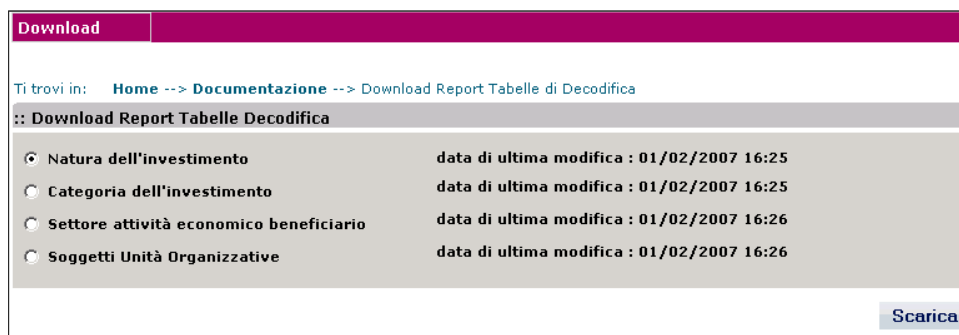 Download
Ti trovi in: Home --> Documentazione --> Download Report Tabelle di Decodifica
:: Download Report Tabelle Decodifica
Natura dell'investimento data di ultima modifica : 01/02/2007 16:25
Categoria dell'investimento data di ultima modifica : 01/02/2007 16:25
Settore attività economico beneficiario data di ultima modifica : 01/02/2007 16:26
Soggetti Unità Organizzative data di ultima modifica : 01/02/2007 16:26
Scarica